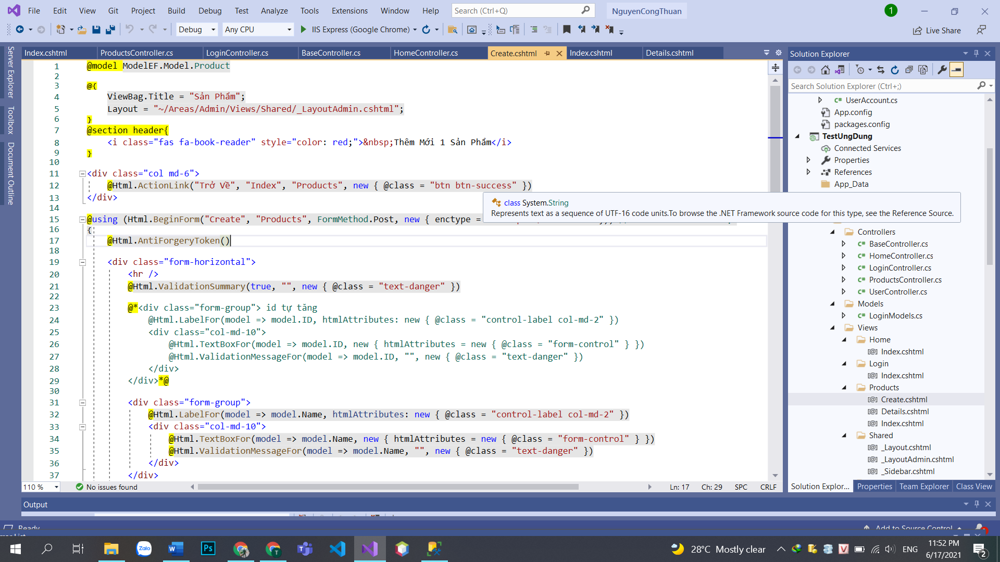 File Edit View Git Project Build Debug Test Analyze Tools Extensions Window Help Search (Ctrl+Q) NguyenCongThuan 1
Debug Any CPU IIS Express (Google Chrome) Live Share
Server Explorer
Toolbox
Document Outline
Index.cshtml ProductsController.cs LoginController.cs BaseController.cs HomeController.cs Create.cshtml Index.cshtml Details.cshtml
1 @model ModelEF.Model.Product
2
3 @{
4 ViewBag.Title = "Sản Phẩm";
5 Layout = "~/Areas/Admin/Views/Shared/_LayoutAdmin.cshtml";
6 }
7 @section header{
8 <i class="fas fa-book-reader" style="color: red;">&nbsp;Thêm Mới 1 Sản Phẩm</i>
9 }
10
11 <div class="col md-6">
12 @Html.ActionLink("Trở Về", "Index", "Products", new { @class = "btn btn-success" })
13 </div>
14
class System.String
Represents text as a sequence of UTF-16 code units.To browse the .NET Framework source code for this type, see the Reference Source.
15 @using (Html.BeginForm("Create", "Products", FormMethod.Post, new { enctype =
16 {
17 @Html.AntiForgeryToken()
18
19 <div class="form-horizontal">
20 <hr />
21 @Html.ValidationSummary(true, "", new { @class = "text-danger" })
22
23 @*<div class="form-group"> id tự tăng
24 @Html.LabelFor(model => model.ID, htmlAttributes: new { @class = "control-label col-md-2" })
25 <div class="col-md-10">
26 @Html.TextBoxFor(model => model.ID, new { htmlAttributes = new { @class = "form-control" } })
27 @Html.ValidationMessageFor(model => model.ID, "", new { @class = "text-danger" })
28 </div>
29 </div>*@
30
31 <div class="form-group">
32 @Html.LabelFor(model => model.Name, htmlAttributes: new { @class = "control-label col-md-2" })
33 <div class="col-md-10">
34 @Html.TextBoxFor(model => model.Name, new { htmlAttributes = new { @class = "form-control" } })
35 @Html.ValidationMessageFor(model => model.Name, "", new { @class = "text-danger" })
36 </div>
37 </div>
110 % No issues found Ln: 17 Ch: 29 SPC CRLF
Solution Explorer
Search Solution Explorer (Ctrl+;)
C# UserAccount.cs
App.config
packages.config
TestUngDung
Connected Services
Properties
References
App_Data
Controllers
C# BaseController.cs
C# HomeController.cs
C# LoginController.cs
C# ProductsController.cs
C# UserController.cs
Models
C# LoginModels.cs
Views
Home
[@] Index.cshtml
Login
[@] Index.cshtml
Products
[@] Create.cshtml
[@] Details.cshtml
[@] Index.cshtml
Shared
[@] _Layout.cshtml
[@] _LayoutAdmin.cshtml
[@] _Sidebar.cshtml
Solution Explor... Properties Team Explorer Class View
Output
Ready Add to Source Control
Zalo Ps T V
28°C Mostly clear ENG 11:52 PM
6/17/2021 2